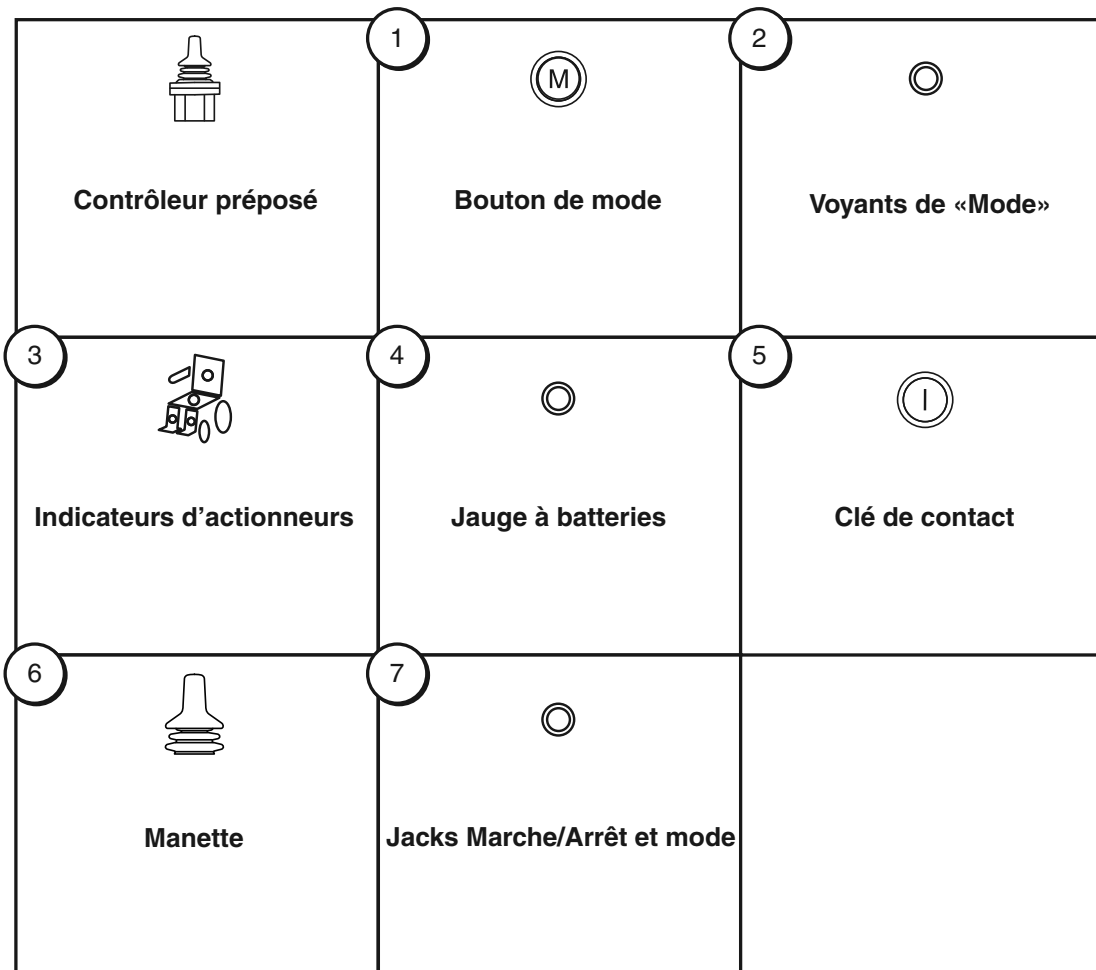 Contrôleur préposé
1
M
Bouton de mode
2
Voyants de «Mode»
3
Indicateurs d’actionneurs
4
Jauge à batteries
5
I
Clé de contact
6
Manette
7
Jacks Marche/Arrêt et mode